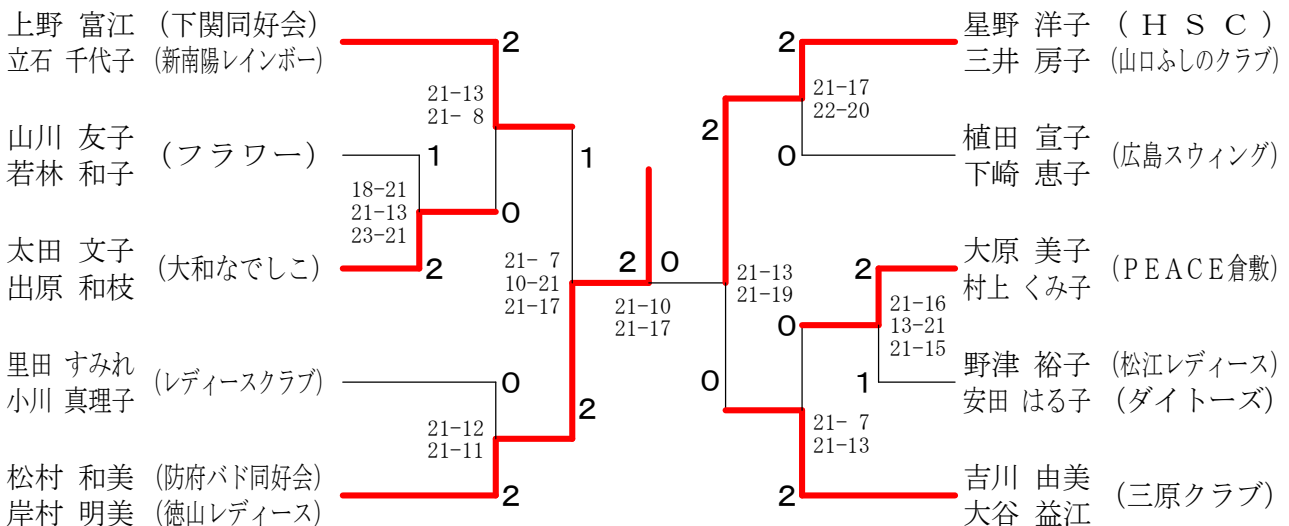 上野 富江 (下関同好会)
立石 千代子 (新南陽レインボー)
2
21-13
21- 8
山川 友子
若林 和子
(フラワー)
1
18-21
21-13
23-21
0
太田 文子
出原 和枝
(大和なでしこ)
2
1
21- 7
10-21
21-17
里田 すみれ
小川 真理子
(レディースクラブ)
0
2
21-12
21-11
松村 和美 (防府バド同好会)
岸村 明美 (徳山レディース)
2
2 0
21-10
21-17
星野 洋子 (HSC)
三井 房子 (山口ふしのクラブ)
2
21-17
22-20
2
植田 宣子
下崎 恵子
(広島スウィング)
0
21-13
21-19
大原 美子
村上 くみ子
(PEACE倉敷)
2
21-16
13-21
21-15
0
野津 裕子 (松江レディース)
安田 はる子 (ダイトーズ)
1
0
21- 7
21-13
吉川 由美
大谷 益江
(三原クラブ)
2